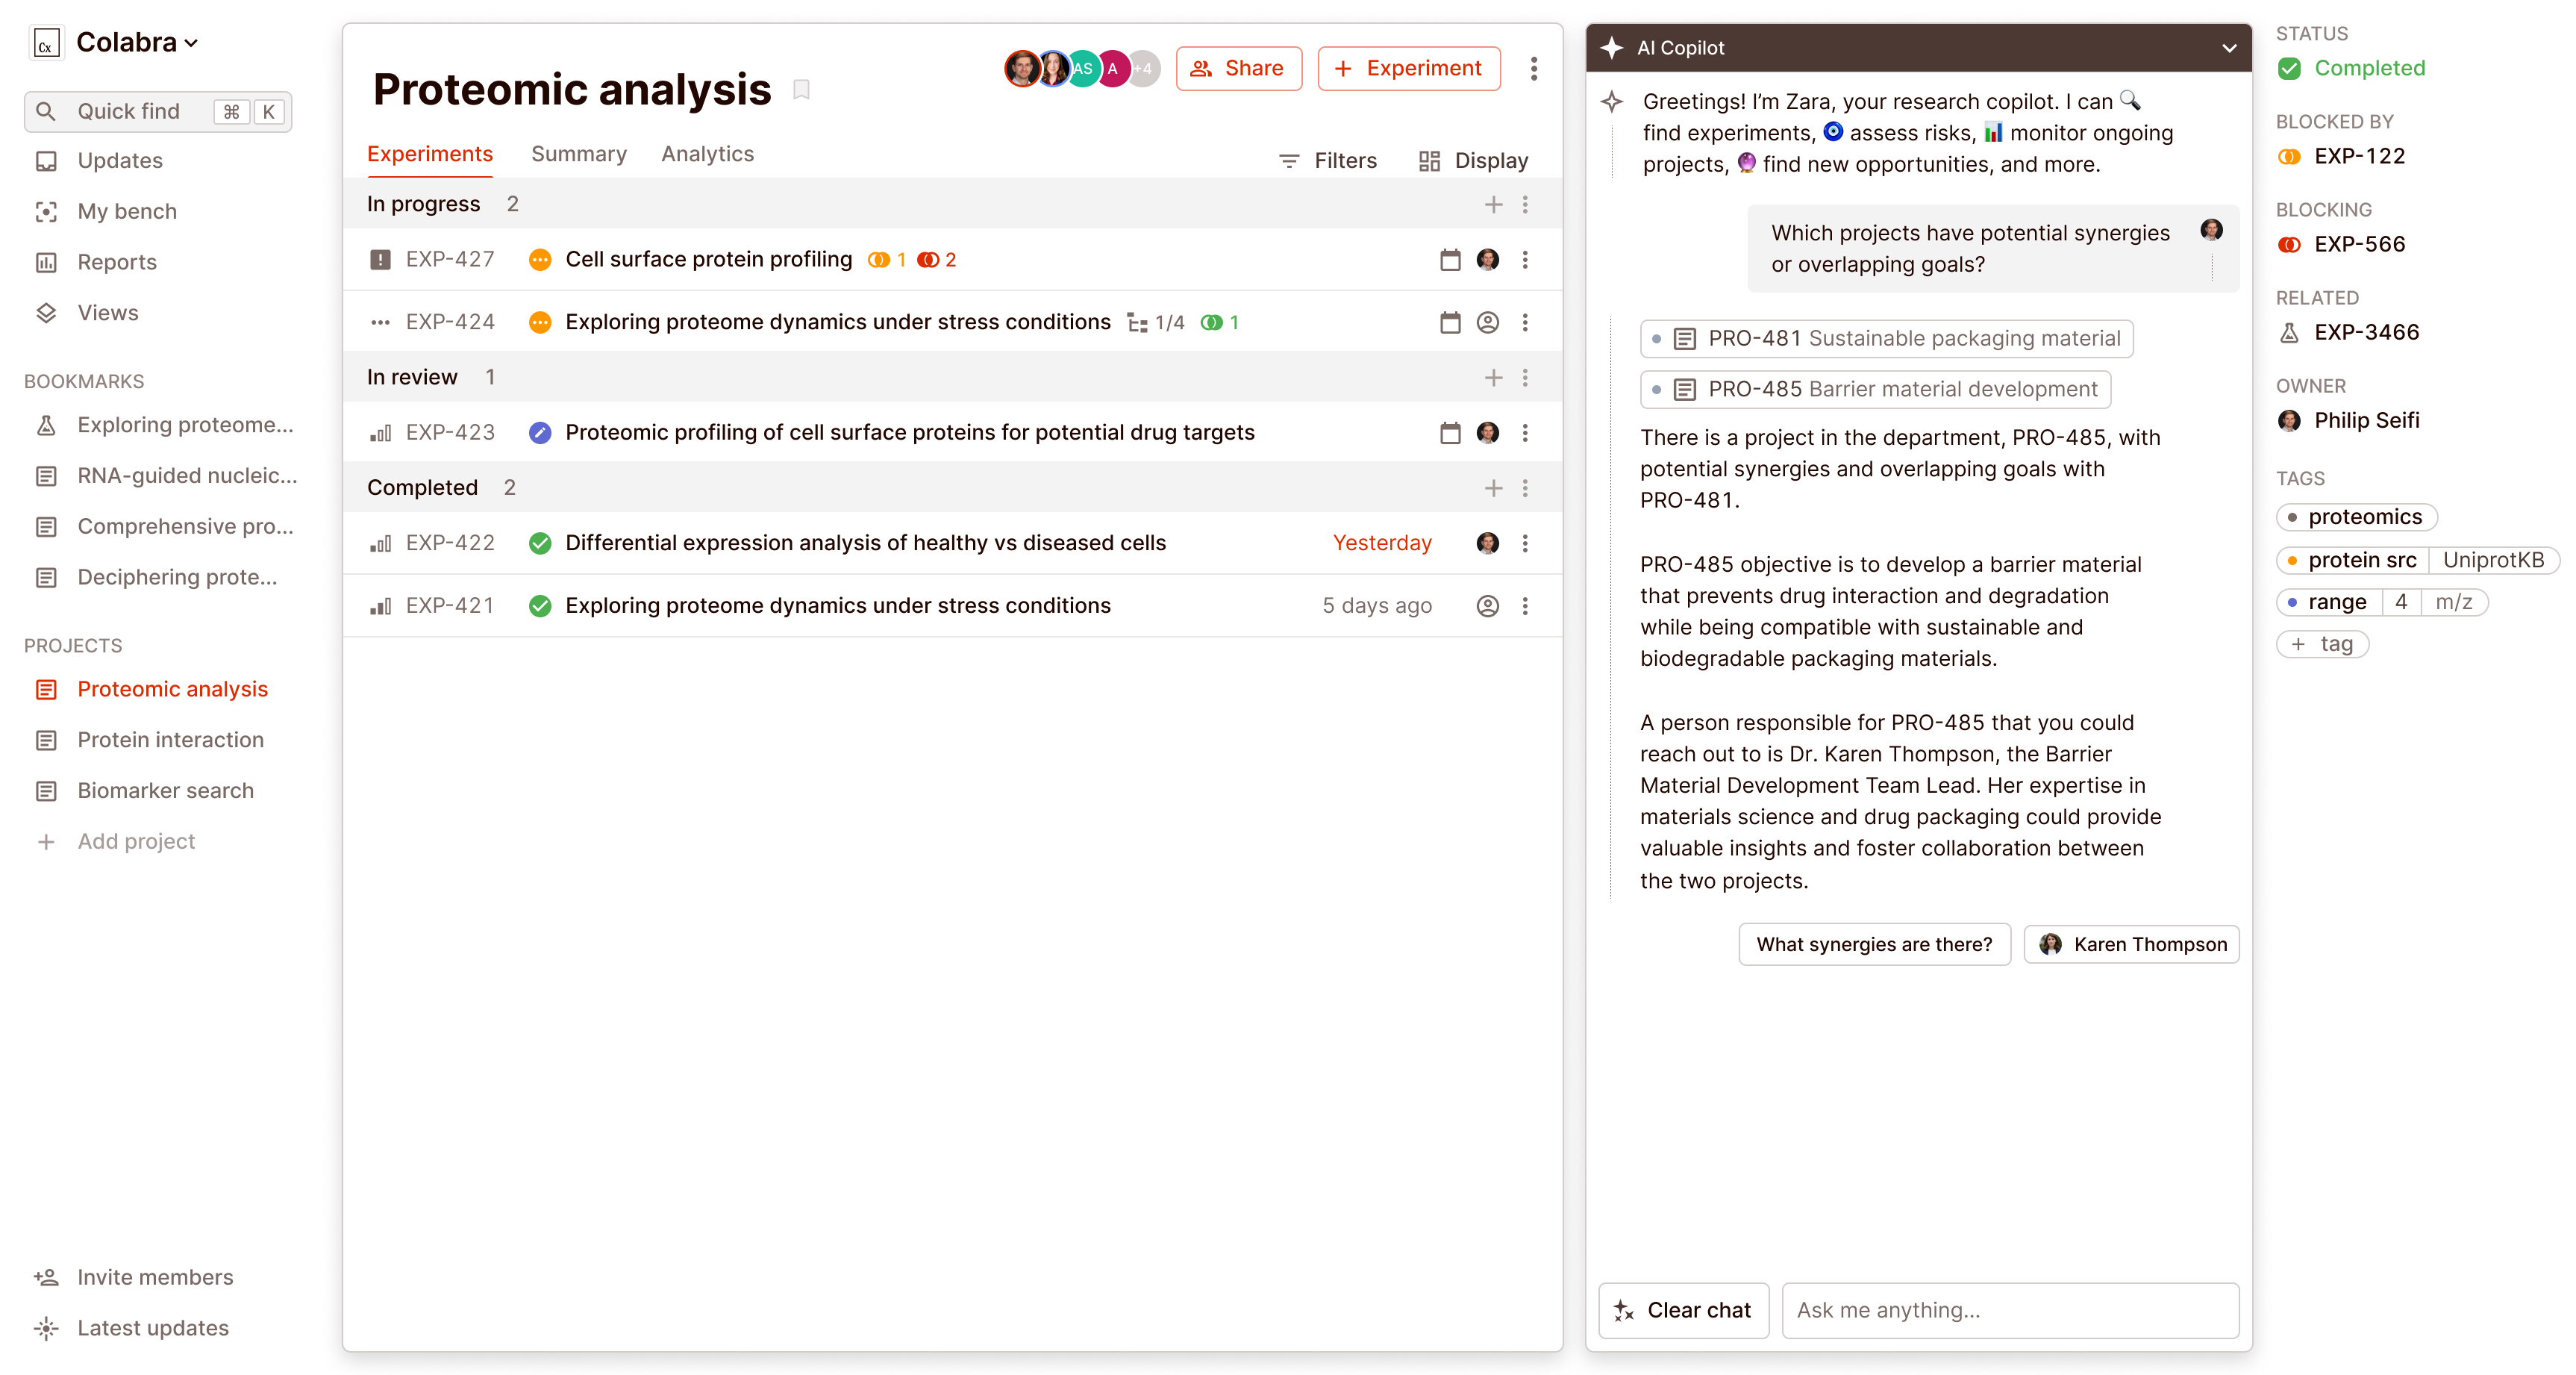 Cx Colabra
Quick find ⌘ K
Updates
My bench
Reports
Views
BOOKMARKS
Exploring proteome...
RNA-guided nucleic...
Comprehensive pro...
Deciphering prote...
PROJECTS
Proteomic analysis
Protein interaction
Biomarker search
+ Add project
Invite members
Latest updates
Proteomic analysis
AS A +4
Share
+ Experiment
Experiments Summary Analytics
Filters Display
In progress 2
EXP-427 Cell surface protein profiling 1 2
EXP-424 Exploring proteome dynamics under stress conditions 1/4 1
In review 1
EXP-423 Proteomic profiling of cell surface proteins for potential drug targets
Completed 2
EXP-422 Differential expression analysis of healthy vs diseased cells Yesterday
EXP-421 Exploring proteome dynamics under stress conditions 5 days ago
AI Copilot
Greetings! I’m Zara, your research copilot. I can 🔍
find experiments, 🧿 assess risks, 📊 monitor ongoing
projects, 🔮 find new opportunities, and more.
Which projects have potential synergies
or overlapping goals?
PRO-481 Sustainable packaging material
PRO-485 Barrier material development
There is a project in the department, PRO-485, with
potential synergies and overlapping goals with
PRO-481.
PRO-485 objective is to develop a barrier material
that prevents drug interaction and degradation
while being compatible with sustainable and
biodegradable packaging materials.
A person responsible for PRO-485 that you could
reach out to is Dr. Karen Thompson, the Barrier
Material Development Team Lead. Her expertise in
materials science and drug packaging could provide
valuable insights and foster collaboration between
the two projects.
What synergies are there? Karen Thompson
Clear chat Ask me anything...
STATUS
Completed
BLOCKED BY
EXP-122
BLOCKING
EXP-566
RELATED
EXP-3466
OWNER
Philip Seifi
TAGS
proteomics
protein src UniprotKB
range 4 m/z
+ tag